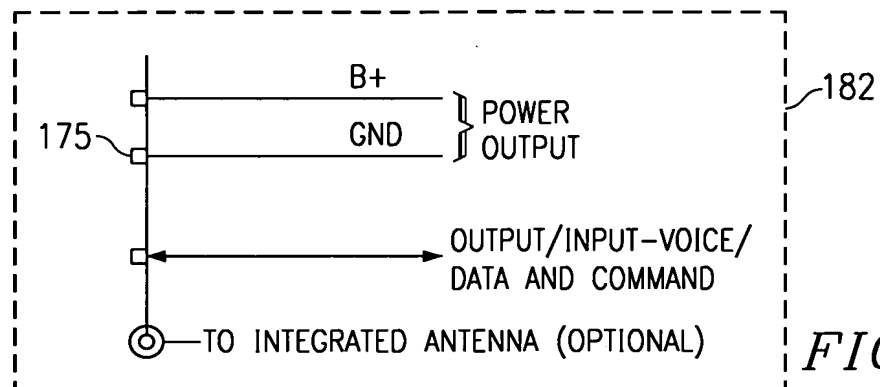 B+
182
POWER
175
GND
OUTPUT
OUTPUT/INPUT-VOICE/
DATA AND COMMAND
TO INTEGRATED ANTENNA (OPTIONAL)